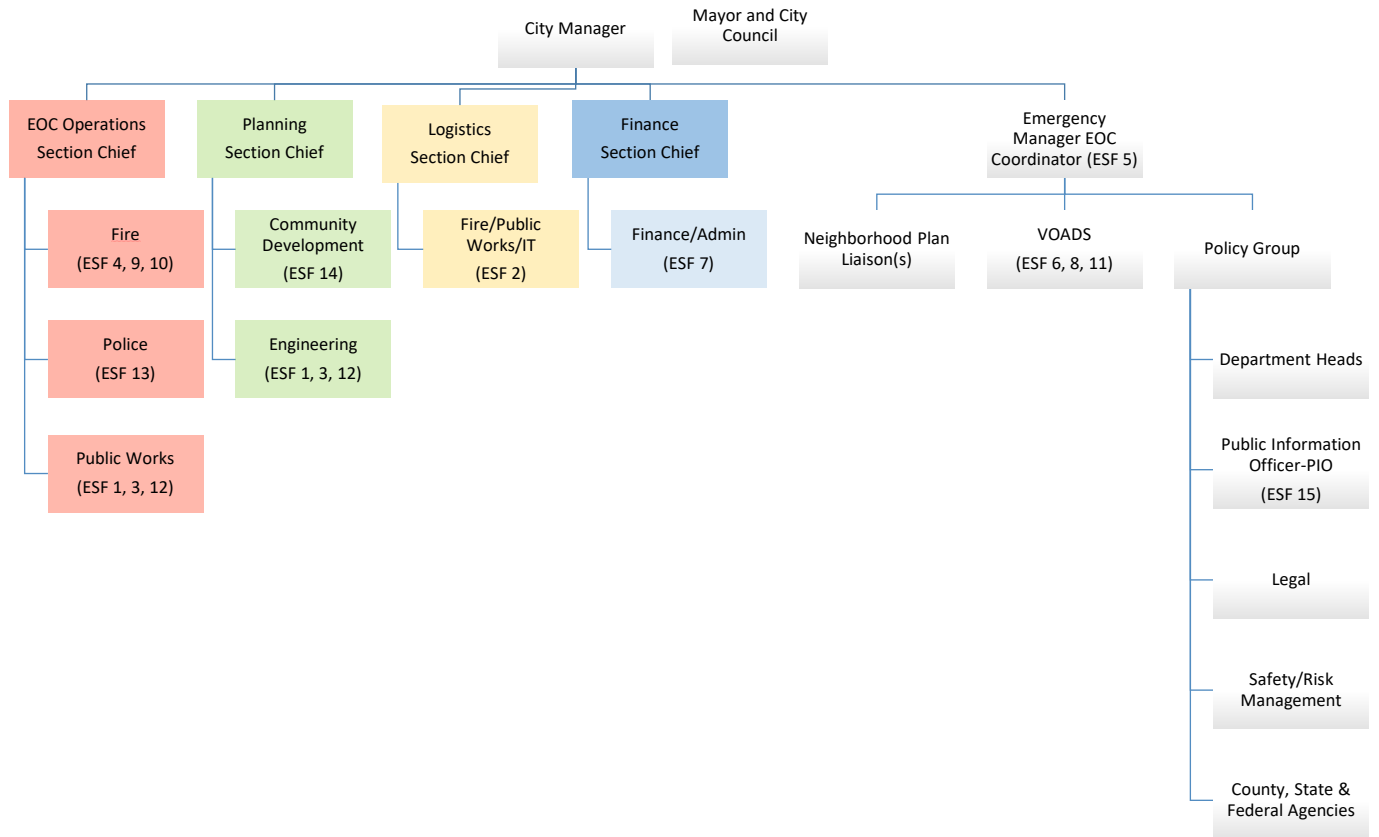 City Manager
Mayor and City
Council
EOC Operations
Section Chief
Planning
Section Chief
Logistics
Section Chief
Finance
Section Chief
Emergency
Manager EOC
Coordinator (ESF 5)
Fire
(ESF 4, 9, 10)
Community
Development
(ESF 14)
Fire/Public
Works/IT
(ESF 2)
Finance/Admin
(ESF 7)
Neighborhood Plan
Liaison(s)
VOADS
(ESF 6, 8, 11)
Policy Group
Police
(ESF 13)
Engineering
(ESF 1, 3, 12)
Department Heads
Public Works
(ESF 1, 3, 12)
Public Information
Officer-PIO
(ESF 15)
Legal
Safety/Risk
Management
County, State &
Federal Agencies